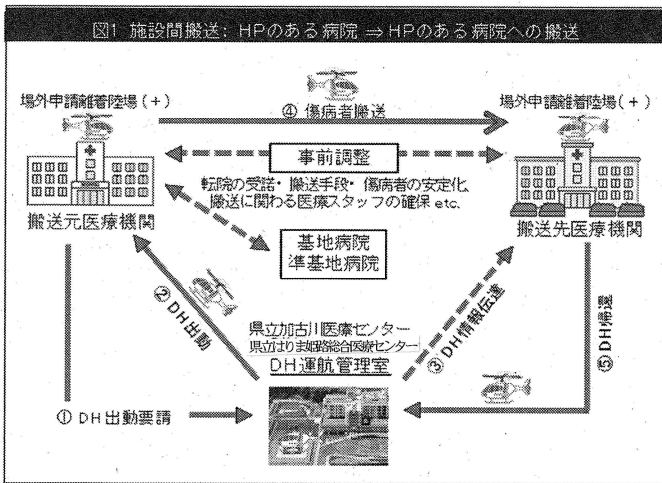 図1 施設間搬送: HPのある病院 ⇒ HPのある病院への搬送
場外申請離着陸場(+)
場外申請離着陸場(+)
④ 傷病者搬送
事前調整
転院の受諾・搬送手段・傷病者の安定化、
搬送に関わる医療スタッフの確保 etc.
搬送元医療機関
搬送先医療機関
基地病院
準基地病院
② DH出動
県立加古川医療センター
県立はりま姫路総合医療センター
DH運航管理室
③ DH情報伝達
⑤ DH帰還
① DH出動要請